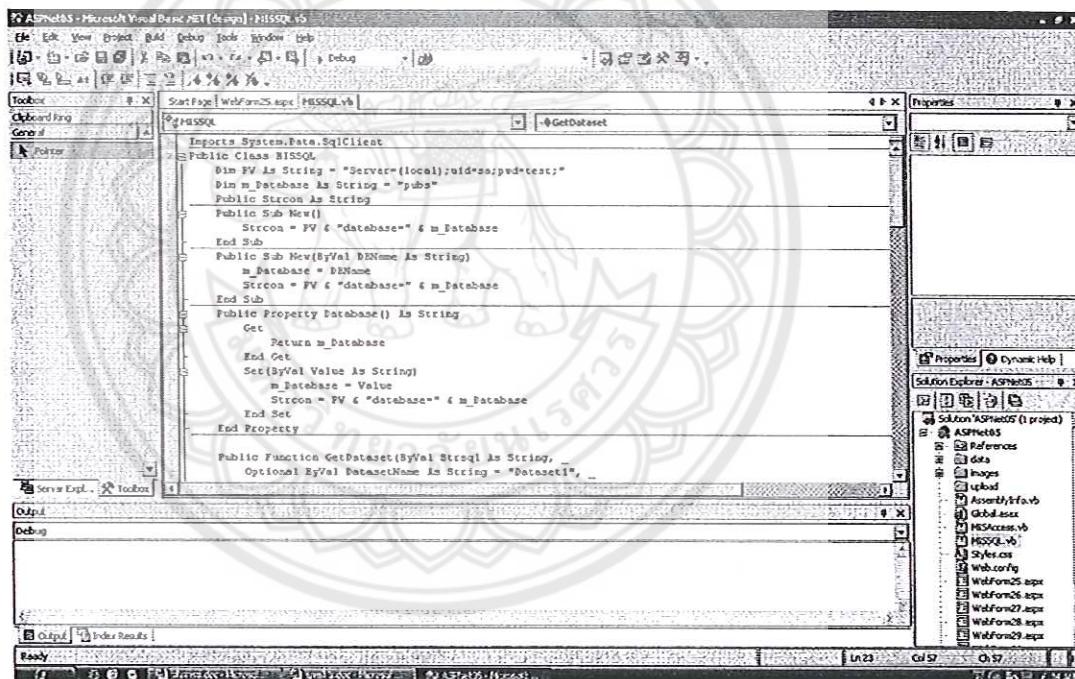 ASPNet05 - Microsoft Visual Basic .NET [design] - MISSQL.vb
File Edit View Project Build Debug Tools Window Help
Debug
Toolbox
Start Page WebForm25.aspx MISSQL.vb
Properties
Clipboard Ring
General
Pointer
MISSQL
GetDataset
Imports System.Data.SqlClient
Public Class MISSQL
Dim PV As String = "Server=(local);uid=sa;pwd=test;"
Dim m_Database As String = "pubs"
Public Strcon As String
Public Sub New()
Strcon = PV & "database=" & m_Database
End Sub
Public Sub New(ByVal DBName As String)
m_Database = DBName
Strcon = PV & "database=" & m_Database
End Sub
Public Property Database() As String
Get
Return m_Database
End Get
Set(ByVal Value As String)
m_Database = Value
Strcon = PV & "database=" & m_Database
End Set
End Property
Public Function GetDataset(ByVal Strsql As String, _
Optional ByVal DatasetName As String = "Dataset1", _
Properties Dynamic Help
Solution Explorer - ASPNet05
Solution 'ASPNet05' (1 project)
ASPNet05
References
data
images
upload
AssemblyInfo.vb
Global.asax
MISAccess.vb
MISSQL.vb
Styles.css
Web.config
WebForm25.aspx
WebForm26.aspx
WebForm27.aspx
WebForm28.aspx
WebForm29.aspx
Server Expl... Toolbox
Output
Debug
Output Index Results
Ready
Ln 23 Col 57 Ch 57